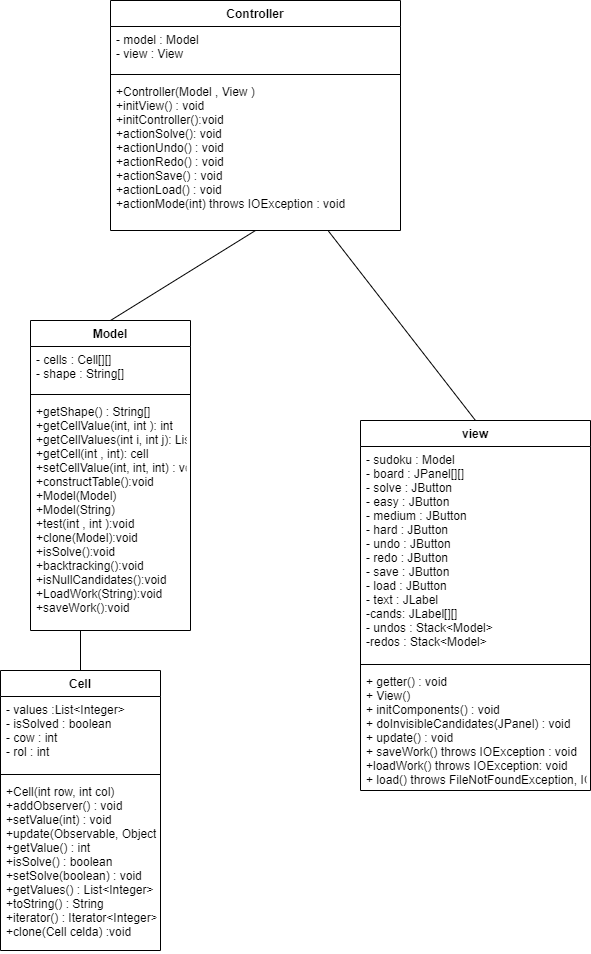 Controller
- model : Model
- view : View
+Controller(Model , View )
+initView() : void
+initController():void
+actionSolve(): void
+actionUndo() : void
+actionRedo() : void
+actionSave() : void
+actionLoad() : void
+actionMode(int) throws IOException : void
Model
- cells : Cell[][]
- shape : String[]
+getShape() : String[]
+getCellValue(int, int ): int
+getCellValues(int i, int j): Lis
+getCell(int , int): cell
+setCellValue(int, int, int) : vo
+constructTable():void
+Model(Model)
+Model(String)
+test(int , int ):void
+clone(Model):void
+isSolve():void
+backtracking():void
+isNullCandidates():void
+LoadWork(String):void
+saveWork():void
view
- sudoku : Model
- board : JPanel[][]
- solve : JButton
- easy : JButton
- medium : JButton
- hard : JButton
- undo : JButton
- redo : JButton
- save : JButton
- load : JButton
- text : JLabel
-cands: JLabel[][]
- undos : Stack<Model>
-redos : Stack<Model>
+ getter() : void
+ View()
+ initComponents() : void
+ doInvisibleCandidates(JPanel) : void
+ update() : void
+ saveWork() throws IOException : void
+loadWork() throws IOException: void
+ load() throws FileNotFoundException, IO
Cell
- values :List<Integer>
- isSolved : boolean
- cow : int
- rol : int
+Cell(int row, int col)
+addObserver() : void
+setValue(int) : void
+update(Observable, Object
+getValue() : int
+isSolve() : boolean
+setSolve(boolean) : void
+getValues() : List<Integer>
+toString() : String
+iterator() : Iterator<Integer>
+clone(Cell celda) :void